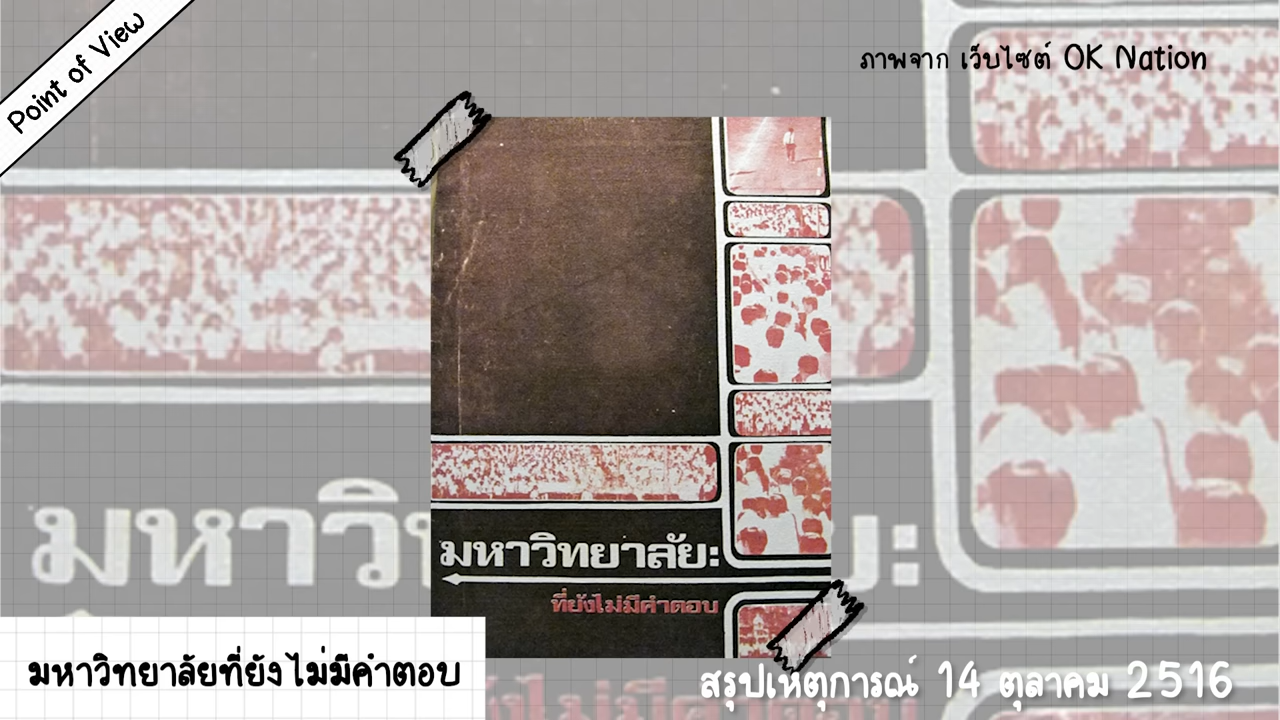 Point of View
ภาพจาก เว็บไซต์ OK Nation
มหาวิทยาลัย:
ที่ยังไม่มีคำตอบ
มหาวิทยาลัยที่ยังไม่มีคำตอบ
สรุปเหตุการณ์ 14 ตุลาคม 2516